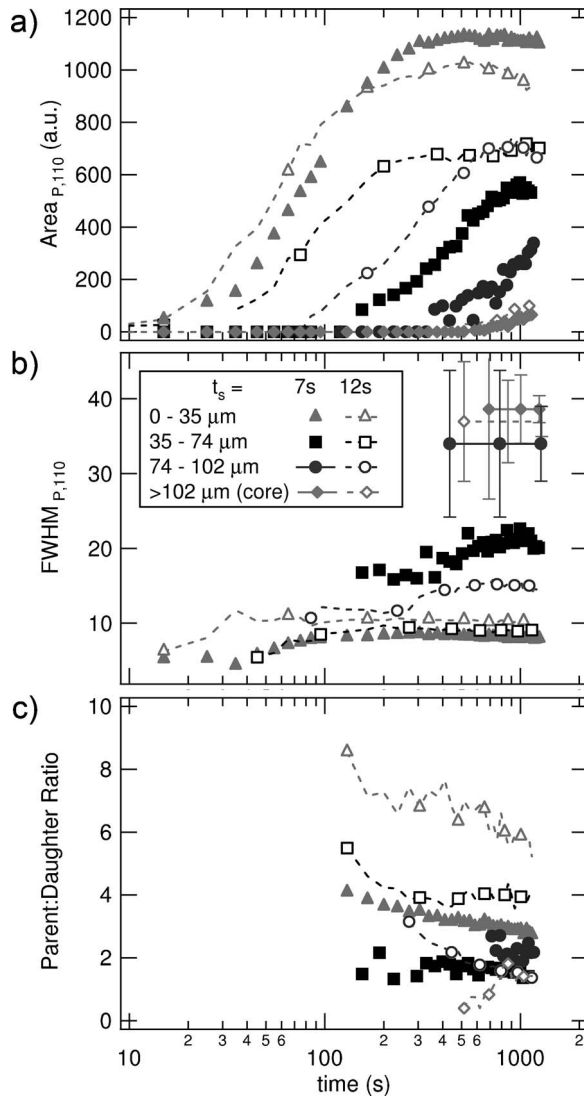 a)
1200
1000
800
600
400
200
0
Area P,110 (a.u.)
b)
40
30
20
10
0
FWHM P,110
ts = 7s 12s
0 - 35 μm
35 - 74 μm
74 - 102 μm
>102 μm (core)
c)
10
8
6
4
2
0
Parent:Daughter Ratio
10 2 3 4 5 6 100 2 3 4 5 6 1000 2
time (s)